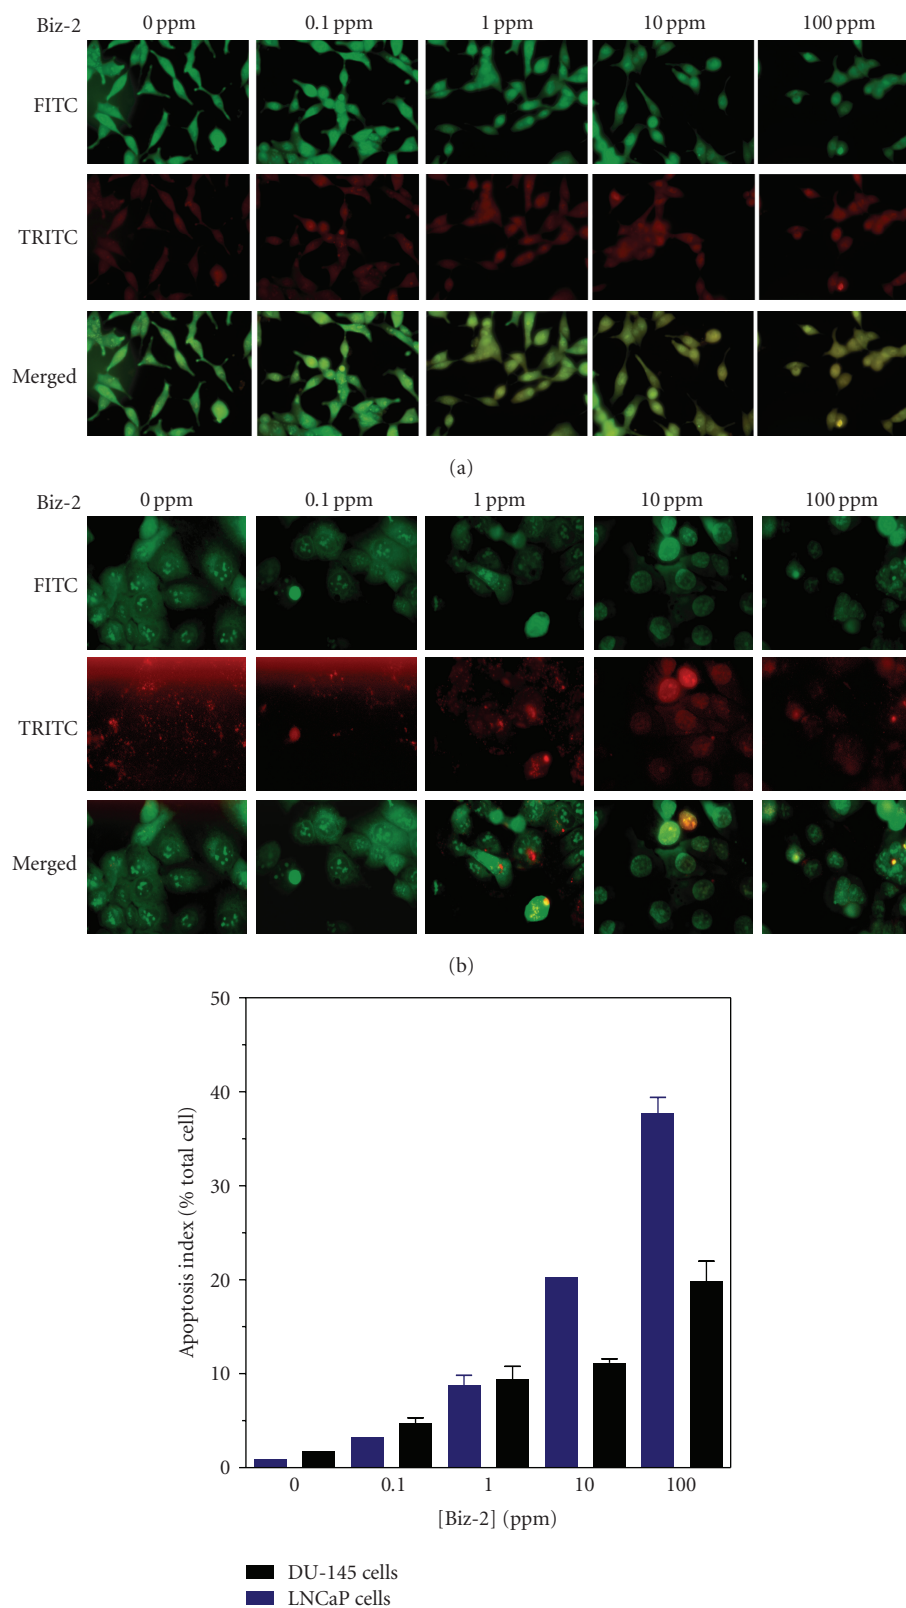 Biz-2 0 ppm 0.1 ppm 1 ppm 10 ppm 100 ppm
FITC
TRITC
Merged
(a)
Biz-2 0 ppm 0.1 ppm 1 ppm 10 ppm 100 ppm
FITC
TRITC
Merged
(b)
50
40
30
20
10
0
Apoptosis index (% total cell)
0 0.1 1 10 100
[Biz-2] (ppm)
DU-145 cells
LNCaP cells